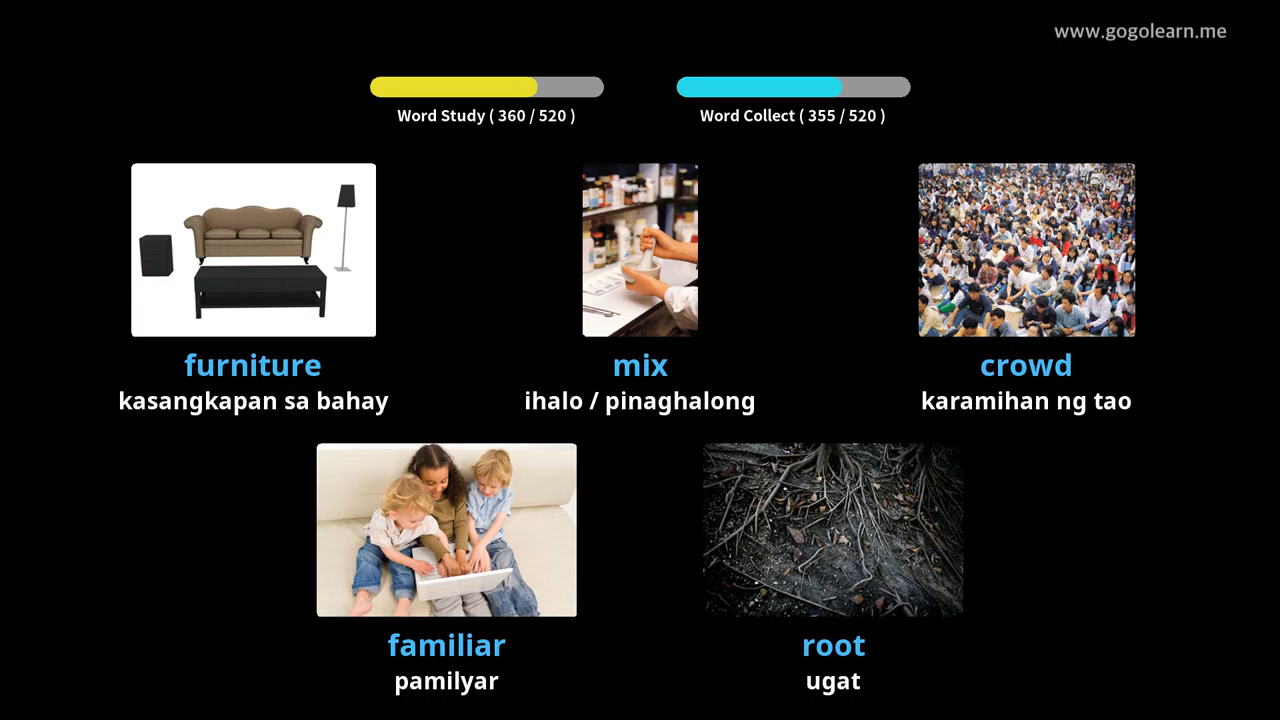 www.gogolearn.me
Word Study ( 360 / 520 )
Word Collect ( 355 / 520 )
furniture
kasangkapan sa bahay
mix
ihalo / pinaghalong
crowd
karamihan ng tao
familiar
pamilyar
root
ugat